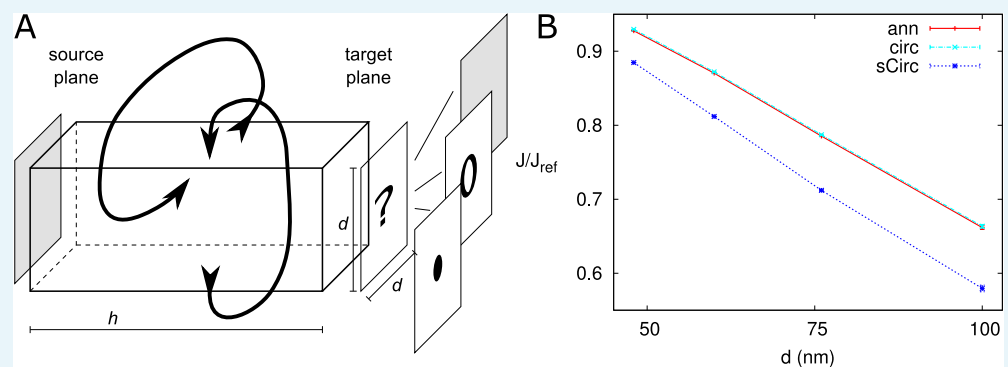 A
source
plane
target
plane
?
d
d
h
B
J/J_ref
0.9
0.8
0.7
0.6
50
75
100
d (nm)
ann
circ
sCirc